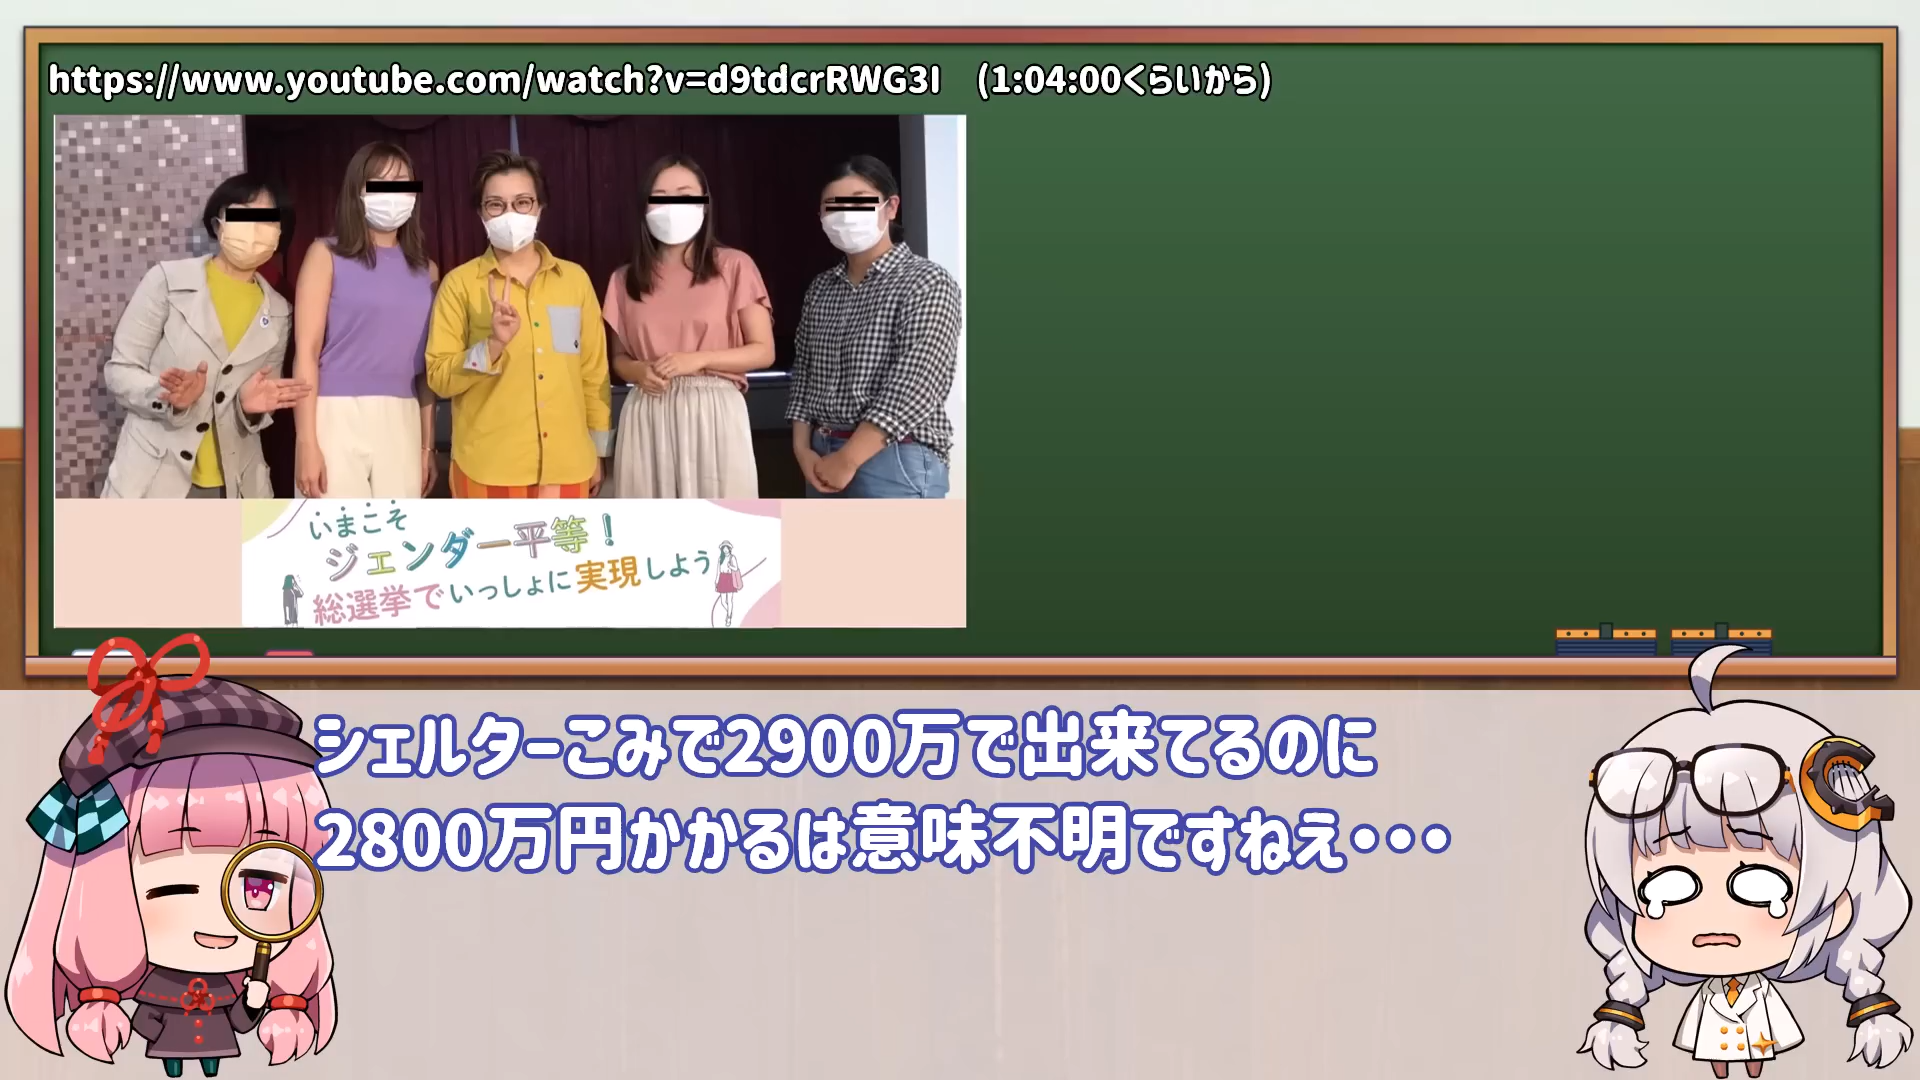 https://www.youtube.com/watch?v=d9tdcrRWG3I (1:04:00くらいから)
いまこそ
ジェンダー平等！
総選挙でいっしょに実現しよう
シェルターこみで2900万で出来てるのに
2800万円かかるは意味不明ですねえ・・・